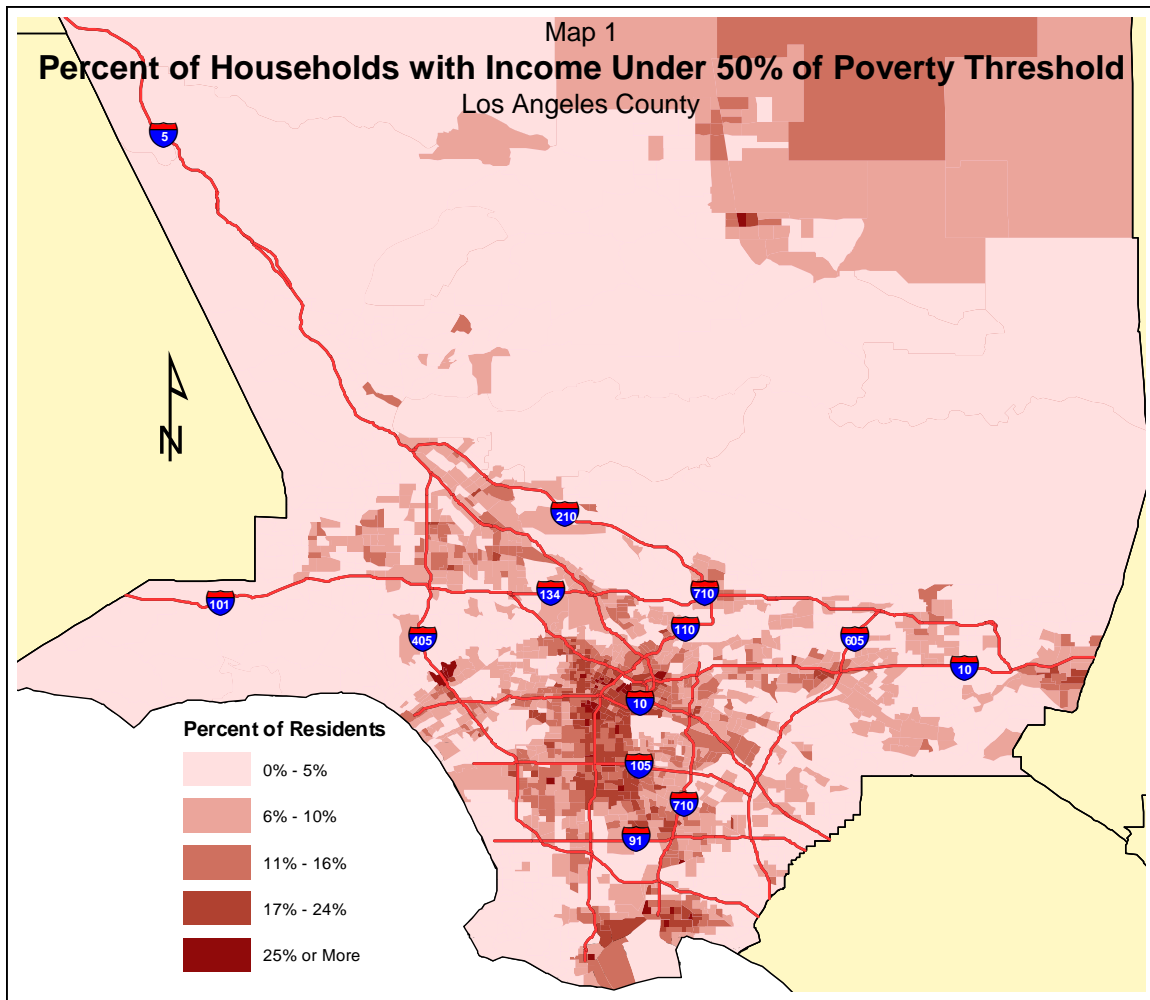 Map 1
Percent of Households with Income Under 50% of Poverty Threshold
Los Angeles County
5
N
210
101
134
710
110
405
605
10
10
105
710
91
Percent of Residents
0% - 5%
6% - 10%
11% - 16%
17% - 24%
25% or More